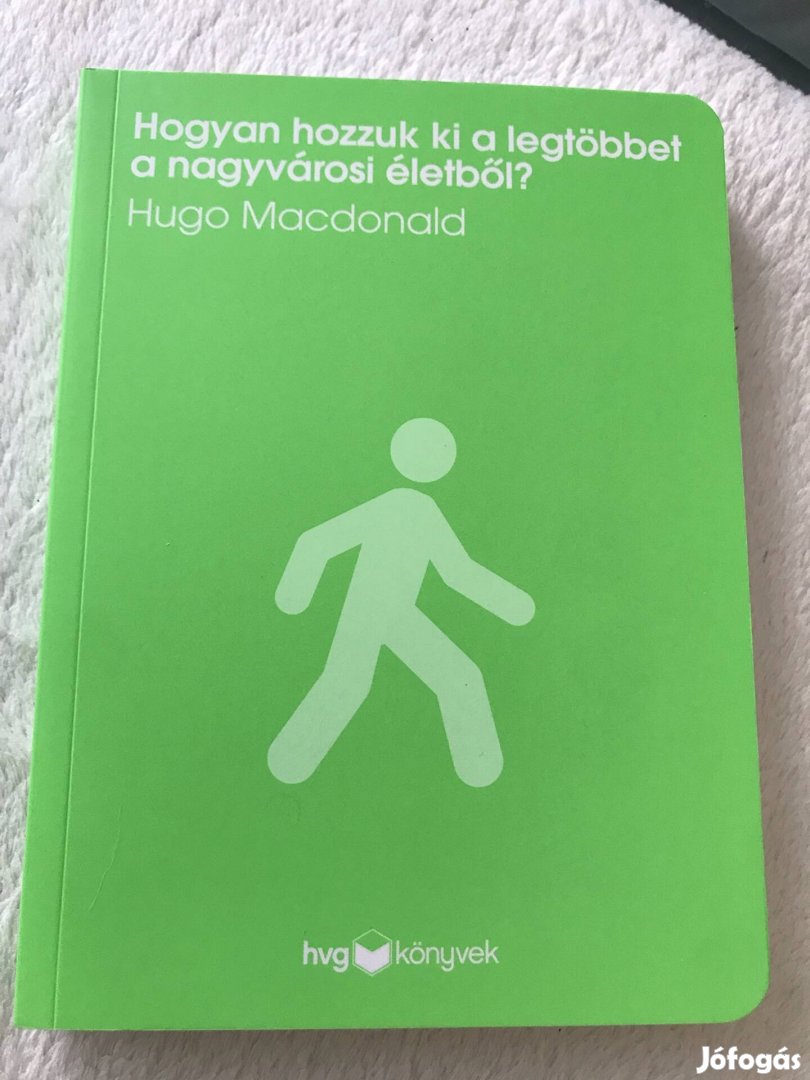 Hogyan hozzuk ki a legtöbbet
a nagyvárosi életből?
Hugo Macdonald
hvg könyvek
Jófogás